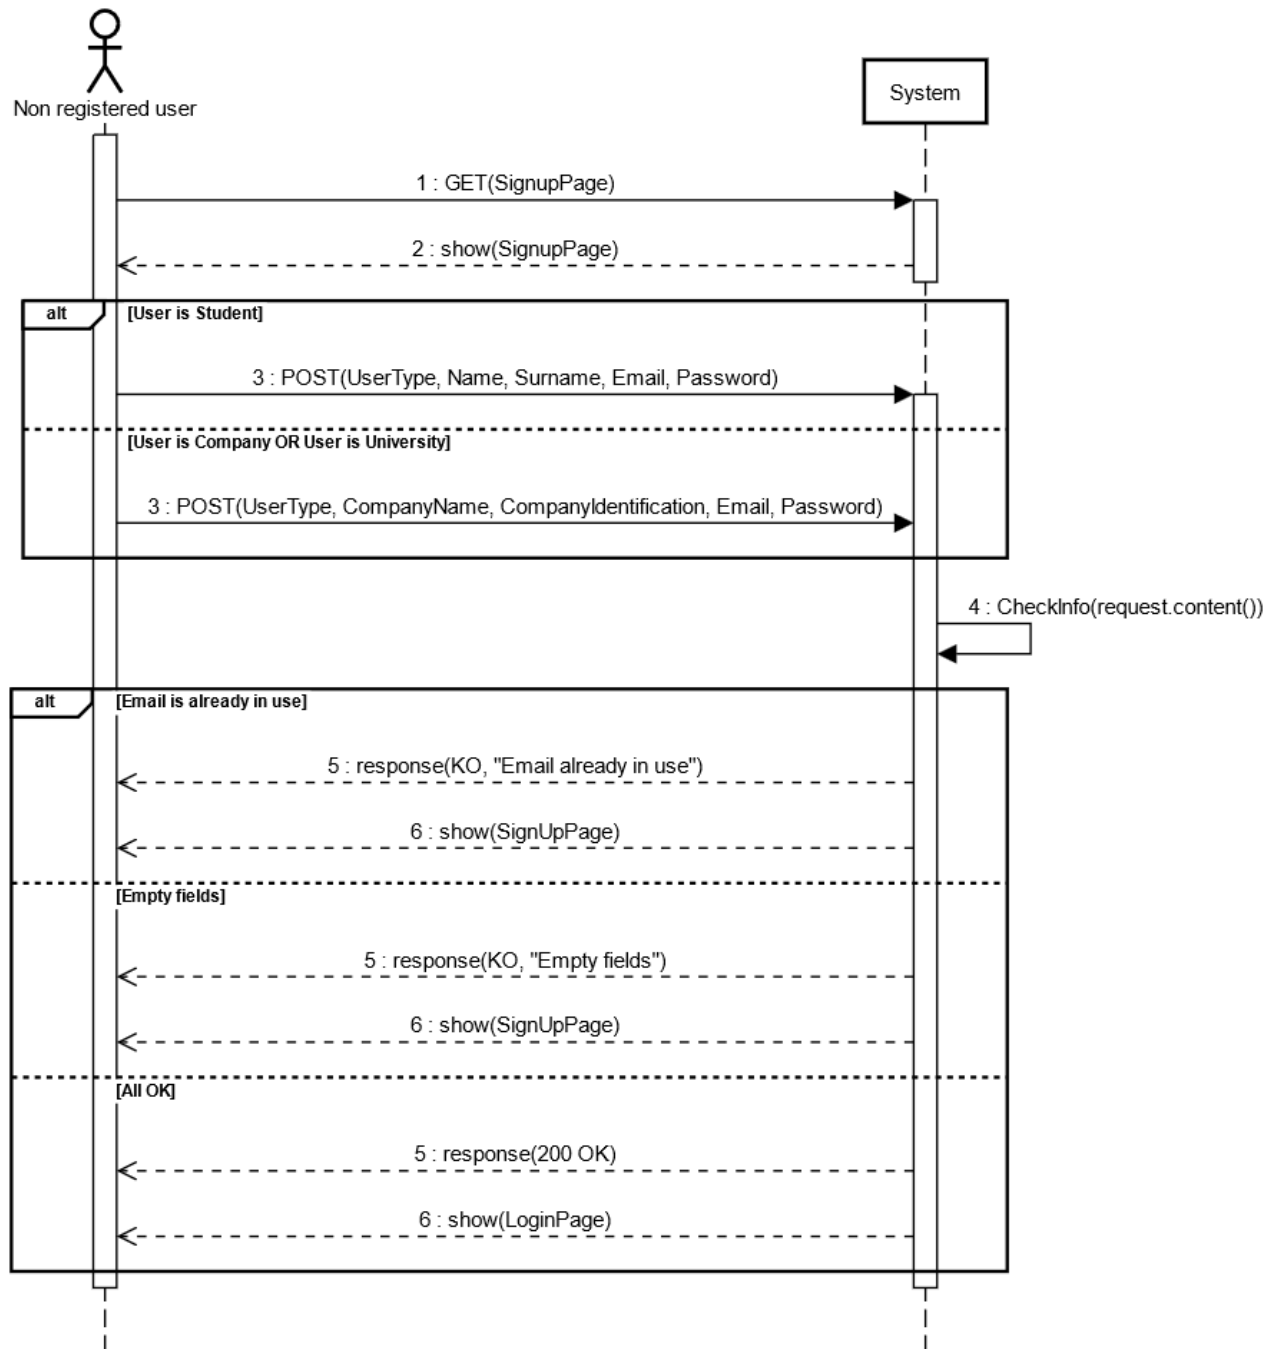 Non registered user
System
1 : GET(SignupPage)
2 : show(SignupPage)
alt
[User is Student]
3 : POST(UserType, Name, Surname, Email, Password)
[User is Company OR User is University]
3 : POST(UserType, CompanyName, CompanyIdentification, Email, Password)
4 : CheckInfo(request.content())
alt
[Email is already in use]
5 : response(KO, "Email already in use")
6 : show(SignUpPage)
[Empty fields]
5 : response(KO, "Empty fields")
6 : show(SignUpPage)
[All OK]
5 : response(200 OK)
6 : show(LoginPage)